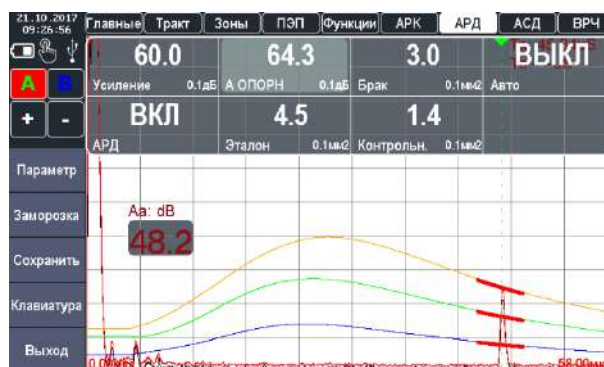 21.10.2017
09:26:56
Главные Тракт Зоны ПЭП Функции АРК АРД АСД ВРЧ
A B
60.0 64.3 3.0 ВЫКЛ
Усиление 0.1дБ А ОПОРН 0.1дБ Брак 0.1мм2 Авто
+ -
ВКЛ 4.5 1.4
АРД Эталон 0.1мм2 Контрольн. 0.1мм2
Параметр
Заморозка
Сохранить
Клавиатура
Выход
Aa: dB
48.2